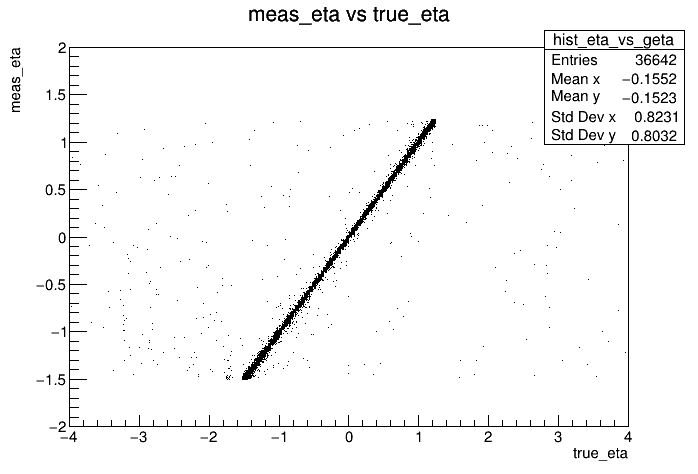 meas_eta vs true_eta
hist_eta_vs_geta
Entries 36642
Mean x −0.1552
Mean y −0.1523
Std Dev x 0.8231
Std Dev y 0.8032
meas_eta
2
1.5
1
0.5
0
−0.5
−1
−1.5
−2
−4 −3 −2 −1 0 1 2 3 4
true_eta